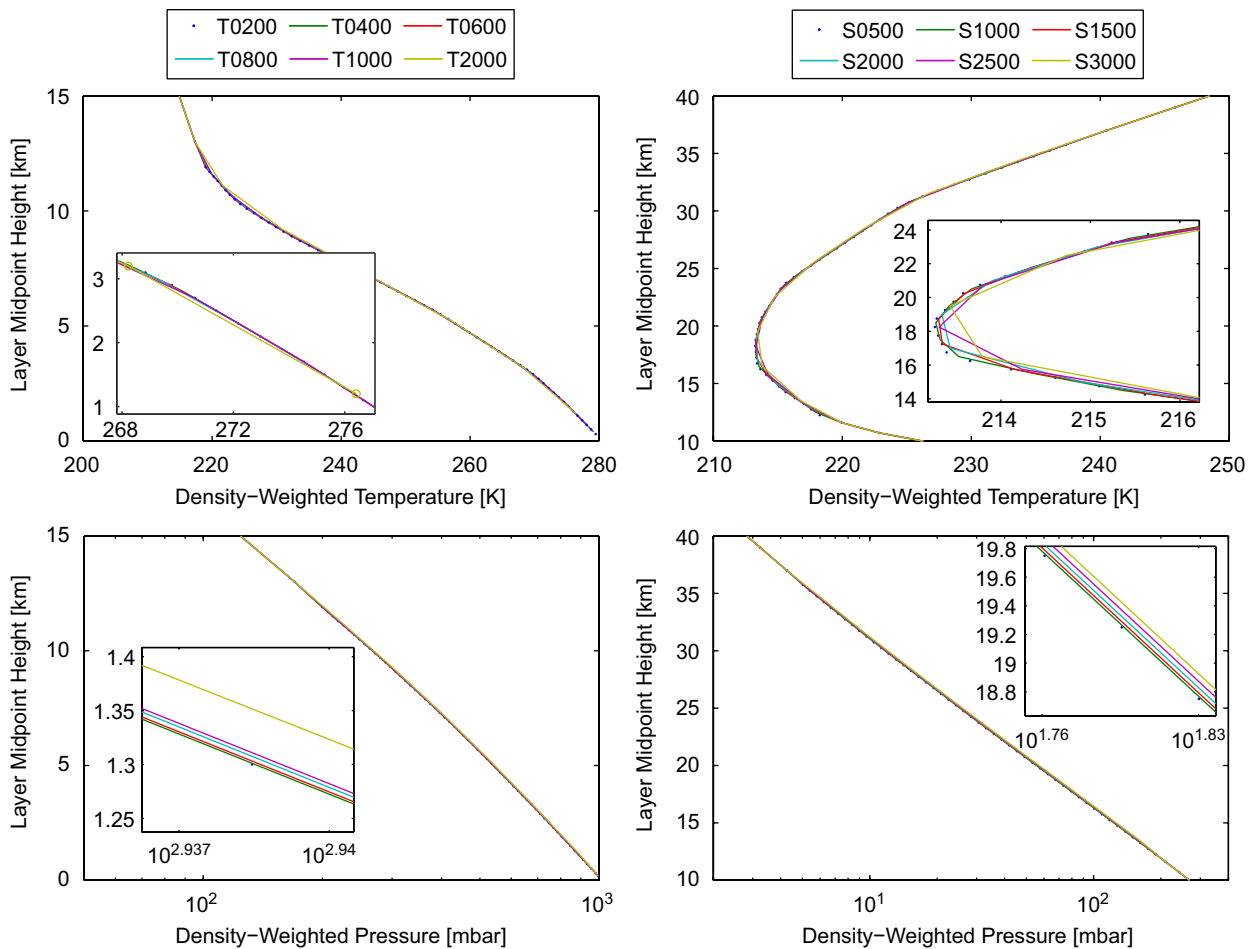 T0200 T0400 T0600
T0800 T1000 T2000
S0500 S1000 S1500
S2000 S2500 S3000
15
10
5
0
Layer Midpoint Height [km]
200 220 240 260 280
Density−Weighted Temperature [K]
3
2
1
268 272 276
40
35
30
25
20
15
10
Layer Midpoint Height [km]
210 220 230 240 250
Density−Weighted Temperature [K]
24
22
20
18
16
14
214 215 216
15
10
5
0
Layer Midpoint Height [km]
10^2 10^3
Density−Weighted Pressure [mbar]
1.4
1.35
1.3
1.25
10^2.937 10^2.94
40
35
30
25
20
15
10
Layer Midpoint Height [km]
10^1 10^2
Density−Weighted Pressure [mbar]
19.8
19.6
19.4
19.2
19
18.8
10^1.76 10^1.83